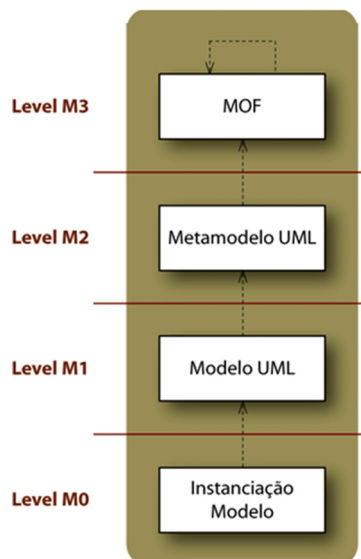 Level M3
MOF
Level M2
Metamodelo UML
Level M1
Modelo UML
Level M0
Instanciação
Modelo